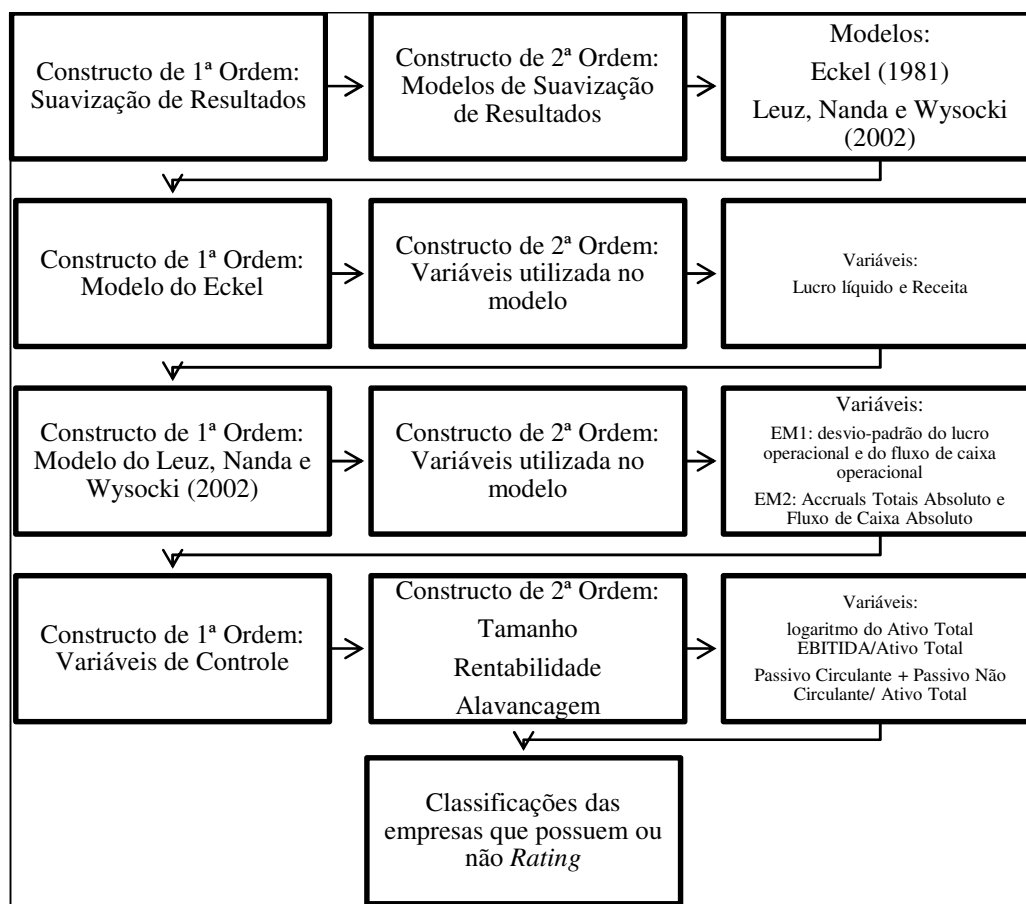 Constructo de 1ª Ordem:
Suavização de Resultados
Constructo de 2ª Ordem:
Modelos de Suavização
de Resultados
Modelos:
Eckel (1981)
Leuz, Nanda e Wysocki
(2002)
Constructo de 1ª Ordem:
Modelo do Eckel
Constructo de 2ª Ordem:
Variáveis utilizada no
modelo
Variáveis:
Lucro líquido e Receita
Constructo de 1ª Ordem:
Modelo do Leuz, Nanda e
Wysocki (2002)
Constructo de 2ª Ordem:
Variáveis utilizada no
modelo
Variáveis:
EM1: desvio-padrão do lucro
operacional e do fluxo de caixa
operacional
EM2: Accruals Totais Absoluto e
Fluxo de Caixa Absoluto
Constructo de 1ª Ordem:
Variáveis de Controle
Constructo de 2ª Ordem:
Tamanho
Rentabilidade
Alavancagem
Variáveis:
logaritmo do Ativo Total
EBITIDA/Ativo Total
Passivo Circulante + Passivo Não
Circulante/ Ativo Total
Classificações das
empresas que possuem ou
não Rating